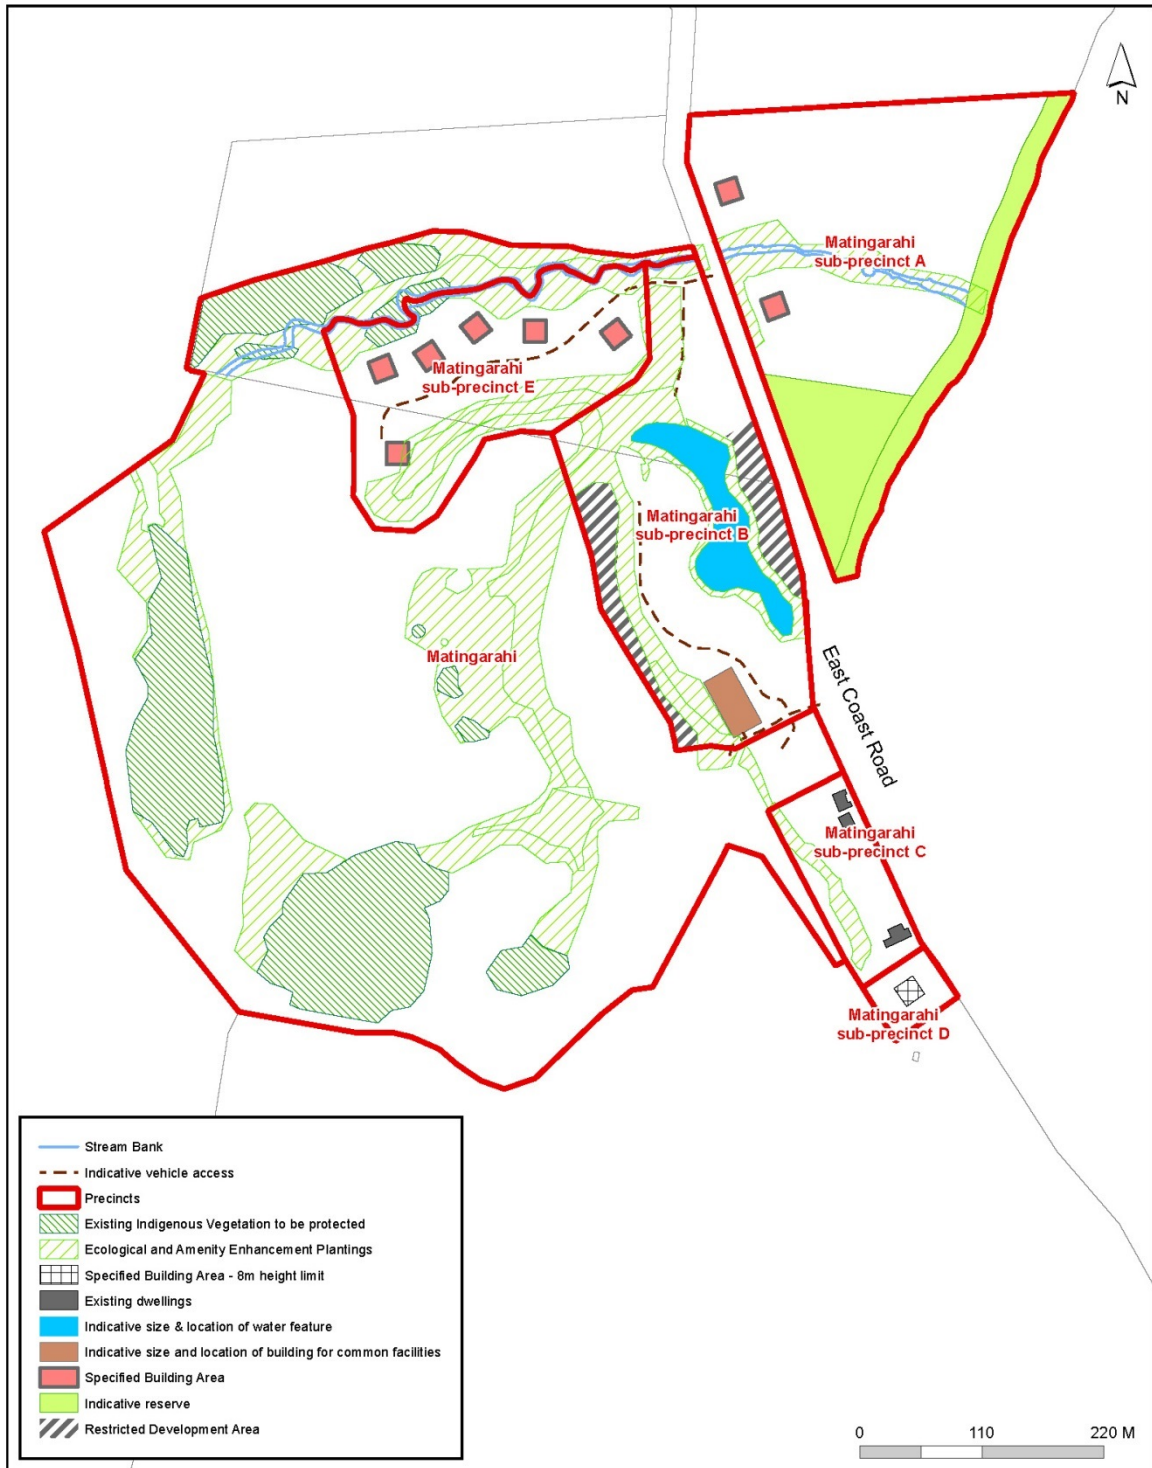 N
Matingarahi
sub-precinct A
Matingarahi
sub-precinct E
Matingarahi
sub-precinct B
Matingarahi
East Coast Road
Matingarahi
sub-precinct C
Matingarahi
sub-precinct D
Stream Bank
Indicative vehicle access
Precincts
Existing Indigenous Vegetation to be protected
Ecological and Amenity Enhancement Plantings
Specified Building Area - 8m height limit
Existing dwellings
Indicative size & location of water feature
Indicative size and location of building for common facilities
Specified Building Area
Indicative reserve
Restricted Development Area
0 110 220 M